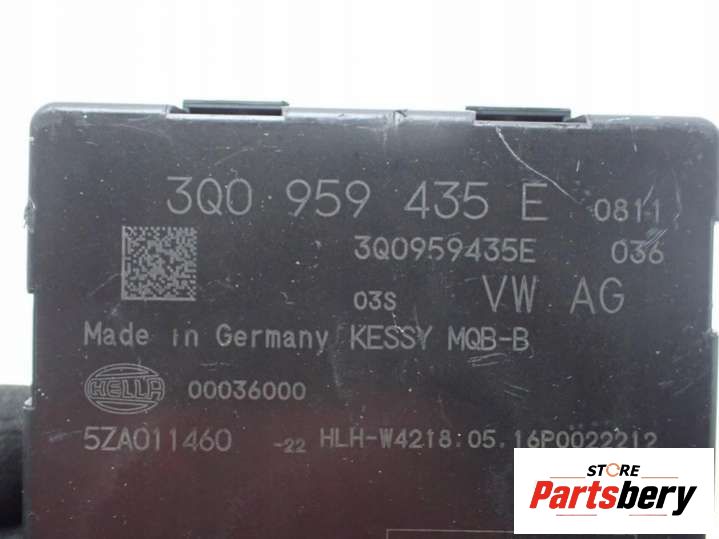 3Q0 959 435 E 0811
3Q0959435E 036
03S VW AG
Made in Germany KESSY MQB-B
HELLA 00036000
5ZA011460 -22 HLH-W4218.05.16P0022212
STORE
Partsbery